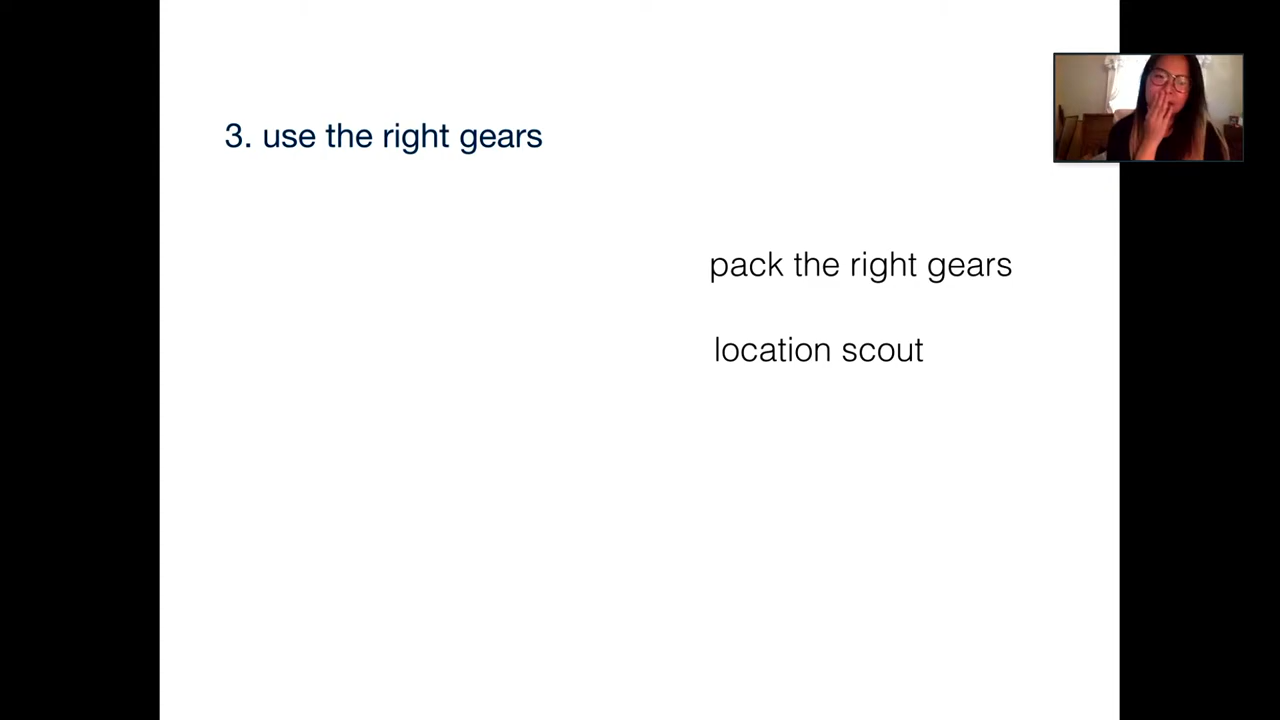 3. use the right gears
pack the right gears
location scout